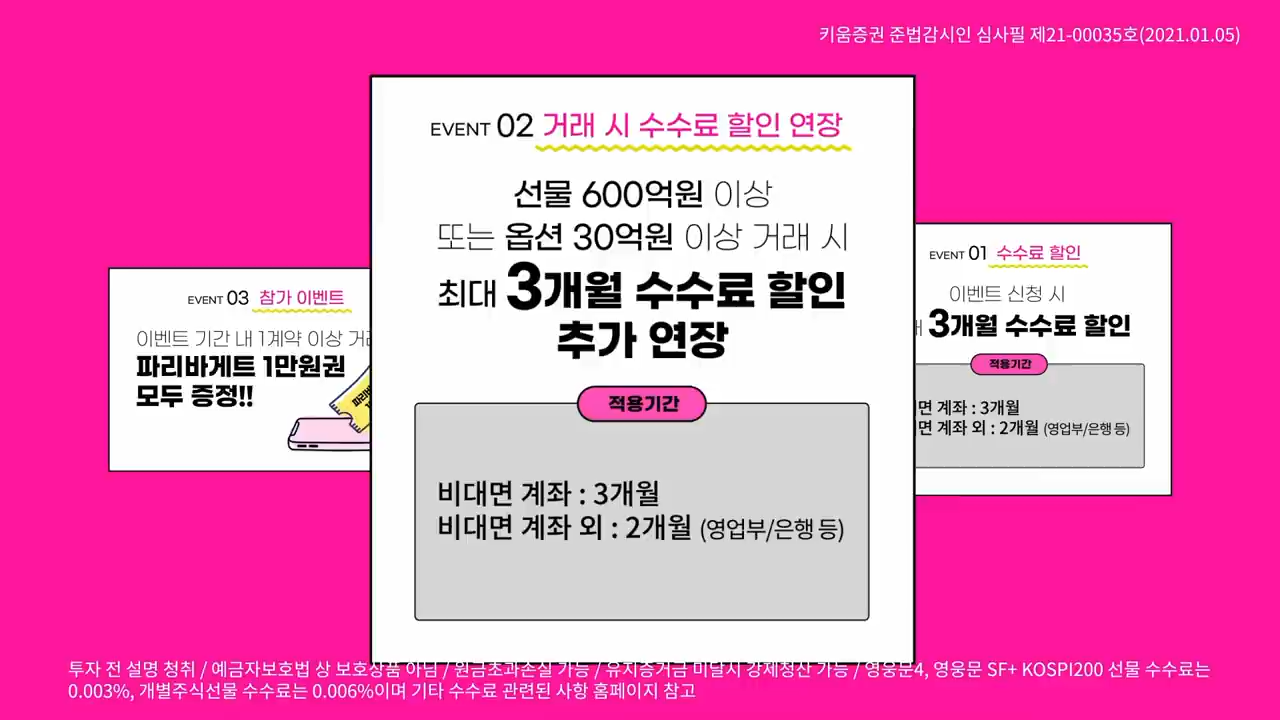 키움증권 준법감시인 심사필 제21-00035호(2021.01.05)
EVENT 02 거래 시 수수료 할인 연장
선물 600억원 이상
또는 옵션 30억원 이상 거래 시
최대 3개월 수수료 할인
추가 연장
적용기간
비대면 계좌 : 3개월
비대면 계좌 외 : 2개월 (영업부/은행 등)
EVENT 03 참가 이벤트
이벤트 기간 내 1계약 이상
파리바게트 1만원권
모두 증정!!
EVENT 01 수수료 할인
이벤트 신청 시
3개월 수수료 할인
적용기간
면 계좌 : 3개월
면 계좌 외 : 2개월 (영업부/은행 등)
투자 전 설명 청취 / 예금자보호법 상 보호상품 아님 / 원금초과손실 가능 / 유지증거금 미달시 강제청산 가능 / 영웅문4, 영웅문 SF+ KOSPI200 선물 수수료는
0.003%, 개별주식선물 수수료는 0.006%이며 기타 수수료 관련된 사항 홈페이지 참고